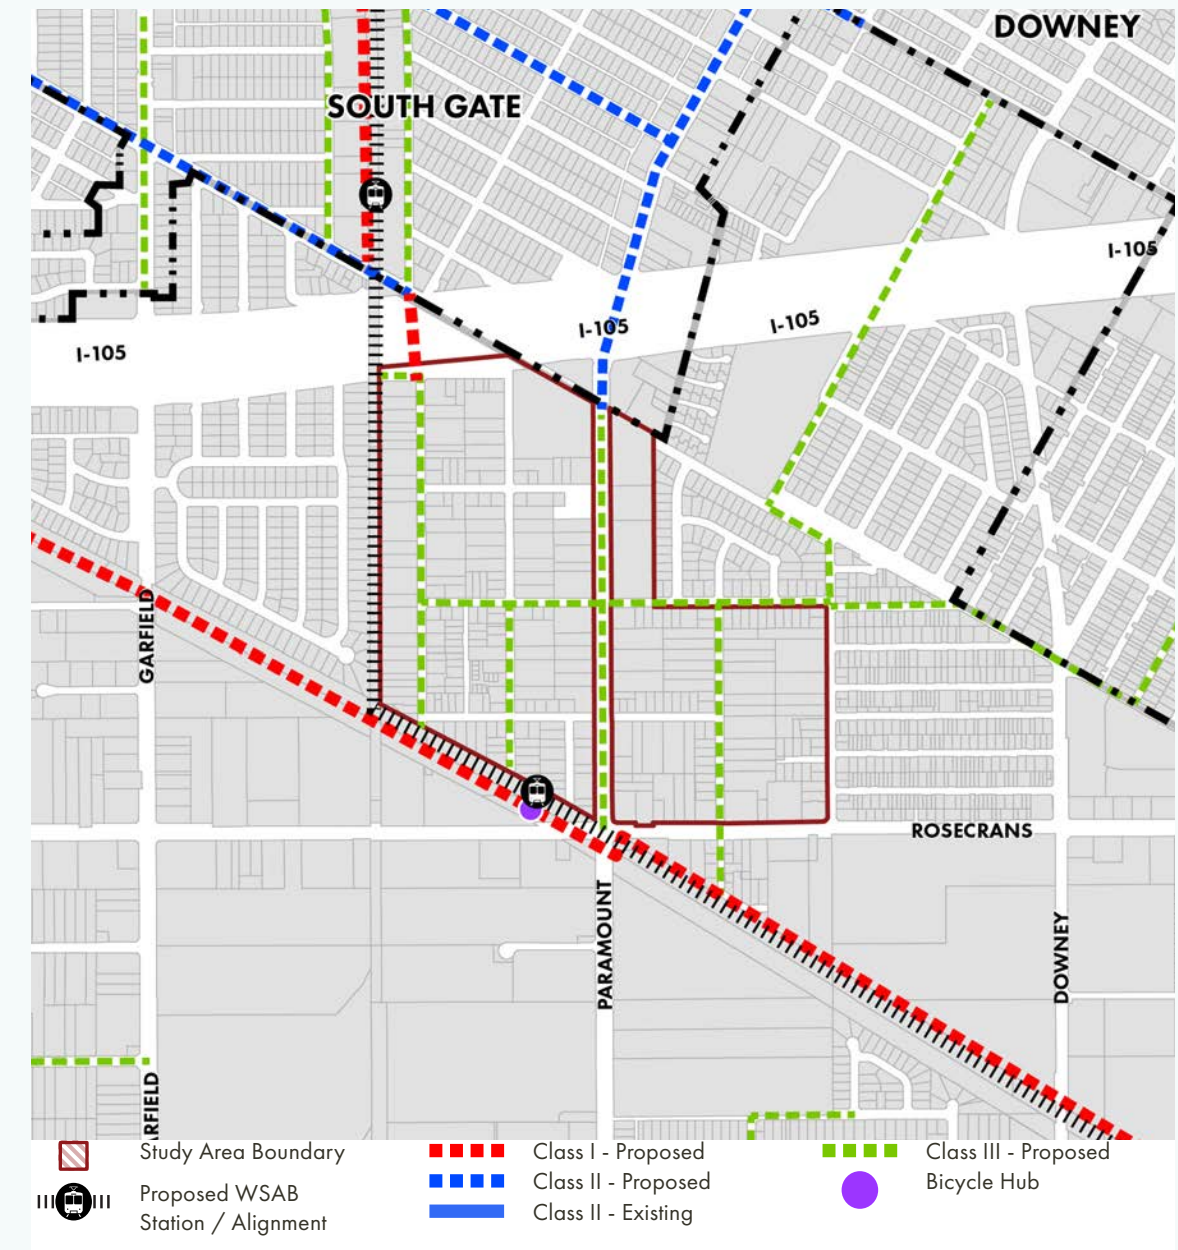 DOWNEY
SOUTH GATE
I-105
I-105
I-105
I-105
GARFIELD
ROSECRANS
PARAMOUNT
DOWNEY
RFIELD
Study Area Boundary
Proposed WSAB
Station / Alignment
Class I - Proposed
Class II - Proposed
Class II - Existing
Class III - Proposed
Bicycle Hub